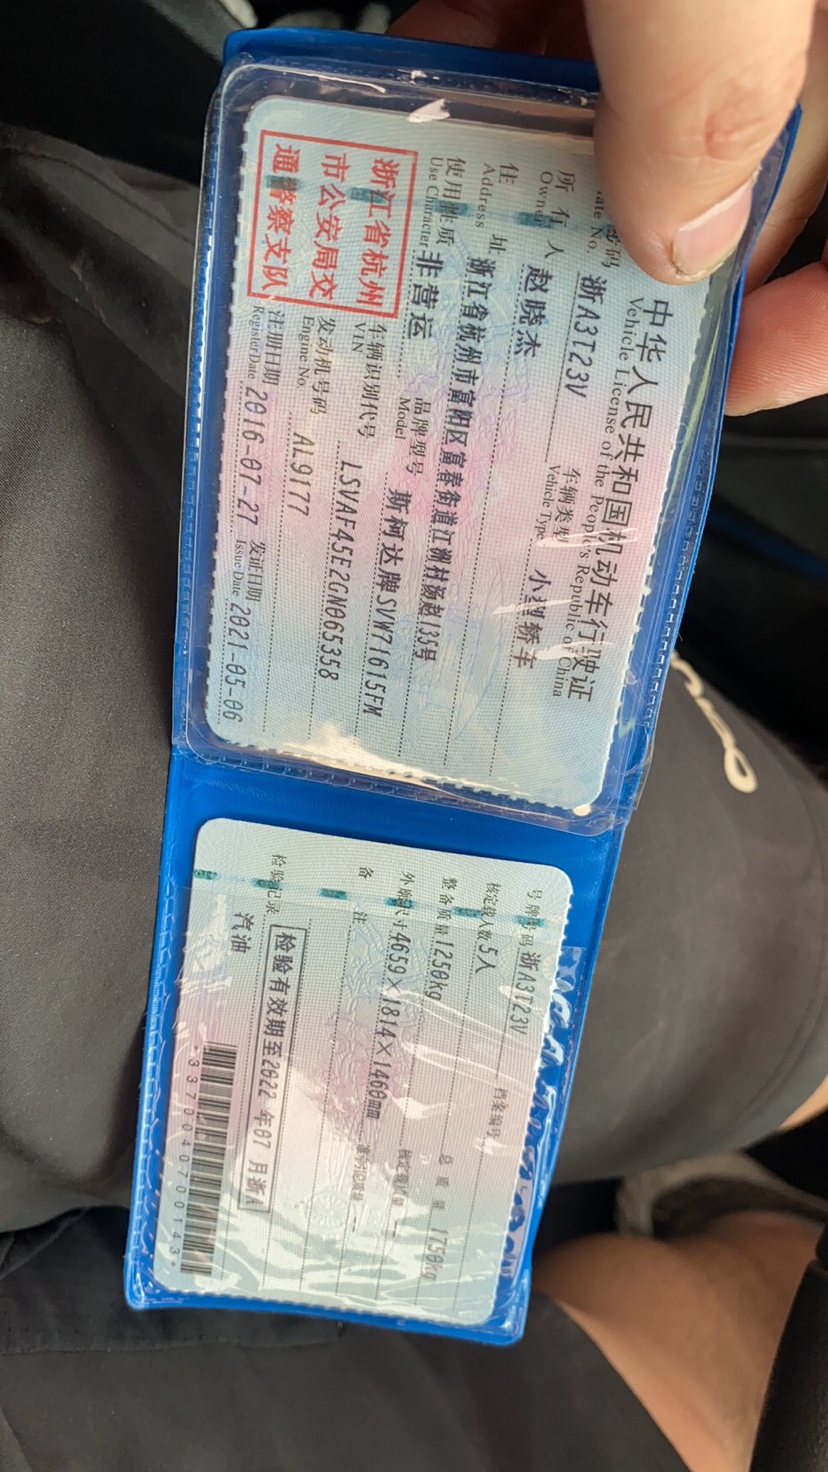 中华人民共和国机动车行驶证
Vehicle License of the People's Republic of China
号码 浙A3T23V 车辆类型 小型轿车
Plate No. Vehicle Type
所有人 赵晓杰
Owner
住址 浙江省杭州市富阳区富春街道江洲村杨赵135号
Address
使用性质 非营运 品牌型号 斯柯达牌SVW71615FM
Use Character Model
浙江省杭州
市公安局交
通警察支队
车辆识别代号 LSVAF45E2GN065358
VIN
发动机号码 AL9177
Engine No.
注册日期 2016-07-27 发证日期 2021-05-06
Register Date Issue Date
号牌号码 浙A3T23V 档案编号
核定载人数 5人 总质量 1750kg
整备质量 1250kg 核定载质量 --
外廓尺寸 4659×1814×1460mm 准牵引总质量 --
备注
检验有效期至2022年07月浙A
检验记录
汽油
*3370040700143*